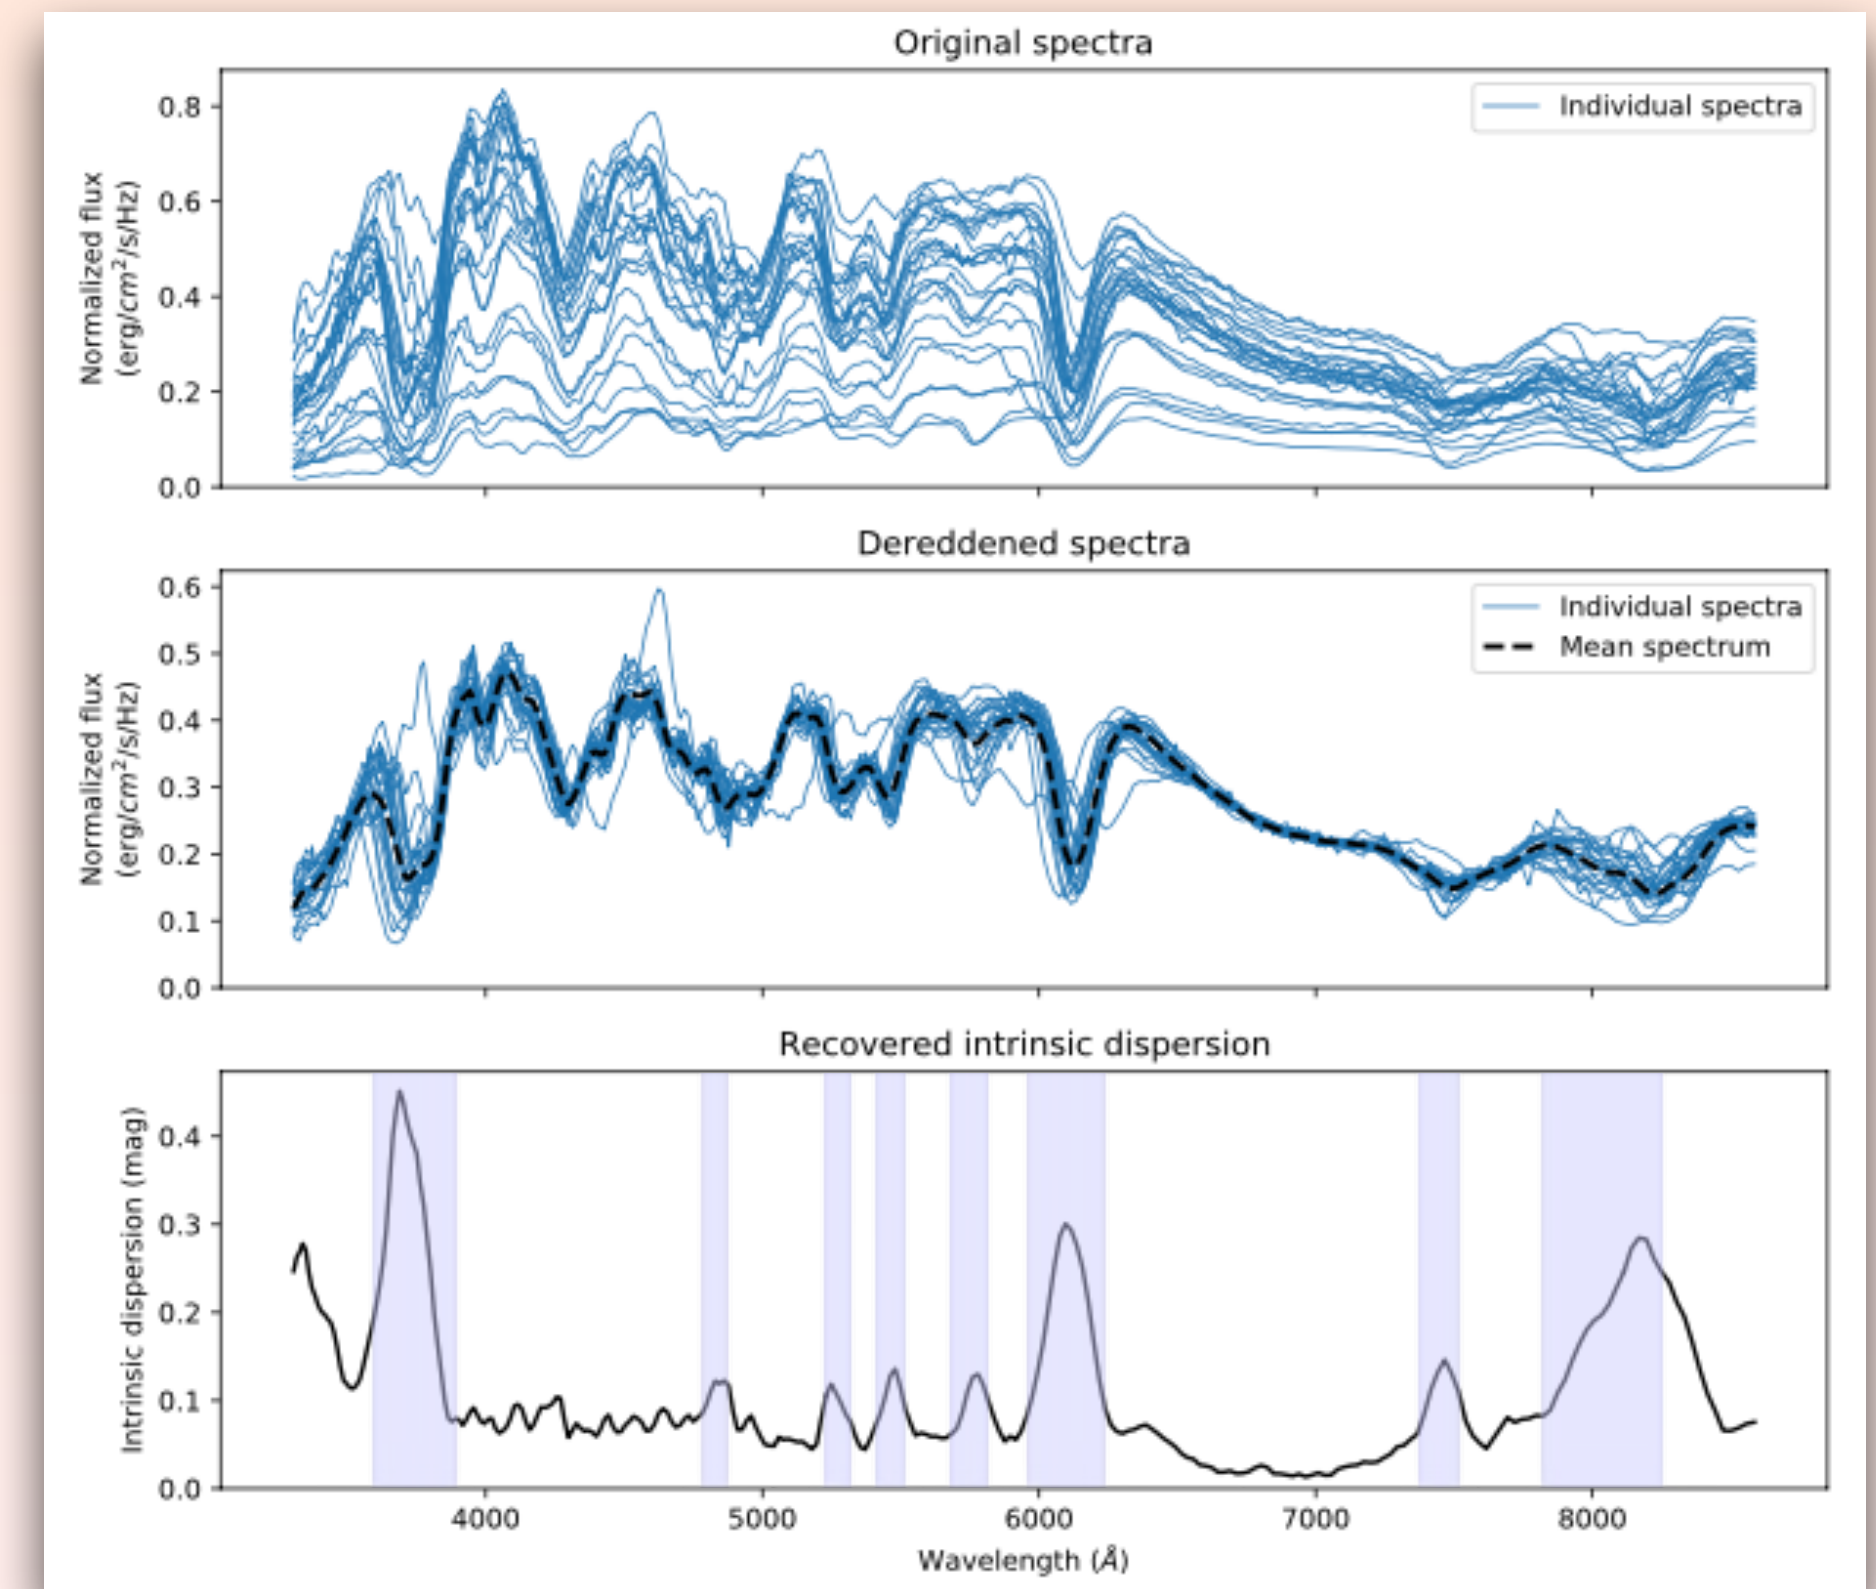 Original spectra
Normalized flux
(erg/cm²/s/Hz)
0.8
0.6
0.4
0.2
0.0
Individual spectra
Dereddened spectra
Normalized flux
(erg/cm²/s/Hz)
0.6
0.5
0.4
0.3
0.2
0.1
0.0
Individual spectra
Mean spectrum
Recovered intrinsic dispersion
Intrinsic dispersion (mag)
0.4
0.3
0.2
0.1
0.0
4000 5000 6000 7000 8000
Wavelength (Å)